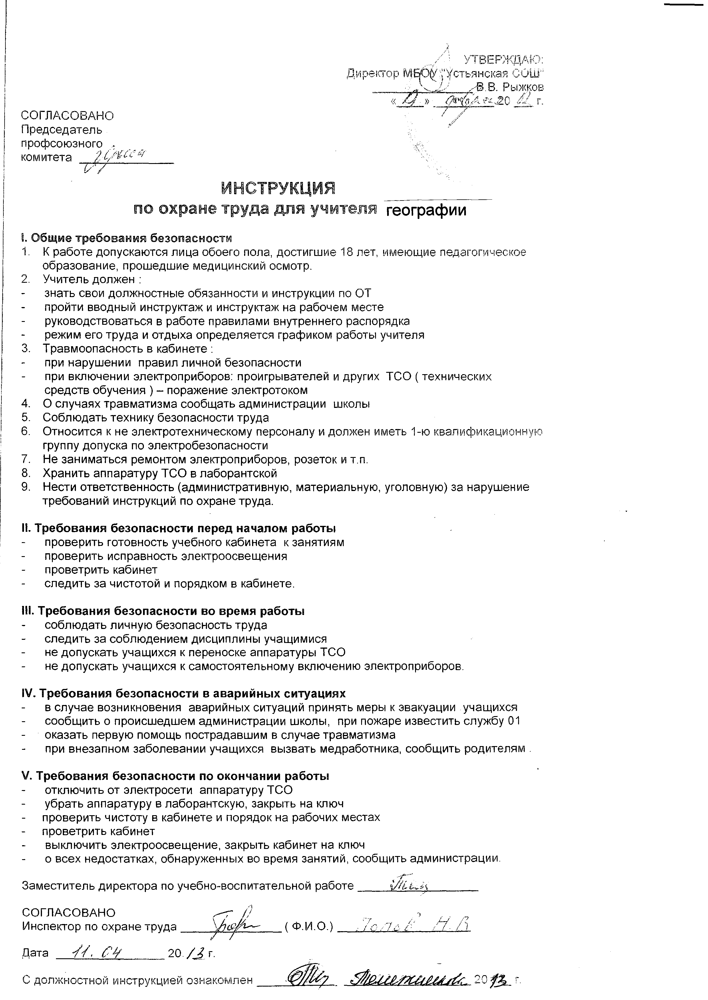 УТВЕРЖДАЮ:
Директор МБОУ "Устьянская СОШ"
В.В. Рыжков
« » 20 г.
СОГЛАСОВАНО
Председатель
профсоюзного
комитета
ИНСТРУКЦИЯ
по охране труда для учителя географии
I. Общие требования безопасности
1. К работе допускаются лица обоего пола, достигшие 18 лет, имеющие педагогическое
образование, прошедшие медицинский осмотр.
2. Учитель должен :
- знать свои должностные обязанности и инструкции по ОТ
- пройти вводный инструктаж и инструктаж на рабочем месте
- руководствоваться в работе правилами внутреннего распорядка
- режим его труда и отдыха определяется графиком работы учителя
3. Травмоопасность в кабинете :
- при нарушении правил личной безопасности
- при включении электроприборов: проигрывателей и других ТСО ( технических
средств обучения ) – поражение электротоком
4. О случаях травматизма сообщать администрации школы
5. Соблюдать технику безопасности труда
6. Относится к не электротехническому персоналу и должен иметь 1-ю квалификационную
группу допуска по электробезопасности
7. Не заниматься ремонтом электроприборов, розеток и т.п.
8. Хранить аппаратуру ТСО в лаборантской
9. Нести ответственность (административную, материальную, уголовную) за нарушение
требований инструкций по охране труда.
II. Требования безопасности перед началом работы
- проверить готовность учебного кабинета к занятиям
- проверить исправность электроосвещения
- проветрить кабинет
- следить за чистотой и порядком в кабинете.
III. Требования безопасности во время работы
- соблюдать личную безопасность труда
- следить за соблюдением дисциплины учащимися
- не допускать учащихся к переноске аппаратуры ТСО
- не допускать учащихся к самостоятельному включению электроприборов.
IV. Требования безопасности в аварийных ситуациях
- в случае возникновения аварийных ситуаций принять меры к эвакуации учащихся
- сообщить о происшедшем администрации школы, при пожаре известить службу 01
- оказать первую помощь пострадавшим в случае травматизма
- при внезапном заболевании учащихся вызвать медработника, сообщить родителям .
V. Требования безопасности по окончании работы
- отключить от электросети аппаратуру ТСО
- убрать аппаратуру в лаборантскую, закрыть на ключ
- проверить чистоту в кабинете и порядок на рабочих местах
- проветрить кабинет
- выключить электроосвещение, закрыть кабинет на ключ
- о всех недостатках, обнаруженных во время занятий, сообщить администрации.
Заместитель директора по учебно-воспитательной работе
СОГЛАСОВАНО
Инспектор по охране труда ( Ф.И.О.) Попов Н.В
Дата 11.04 2013 г.
С должностной инструкцией ознакомлен 2013 г.